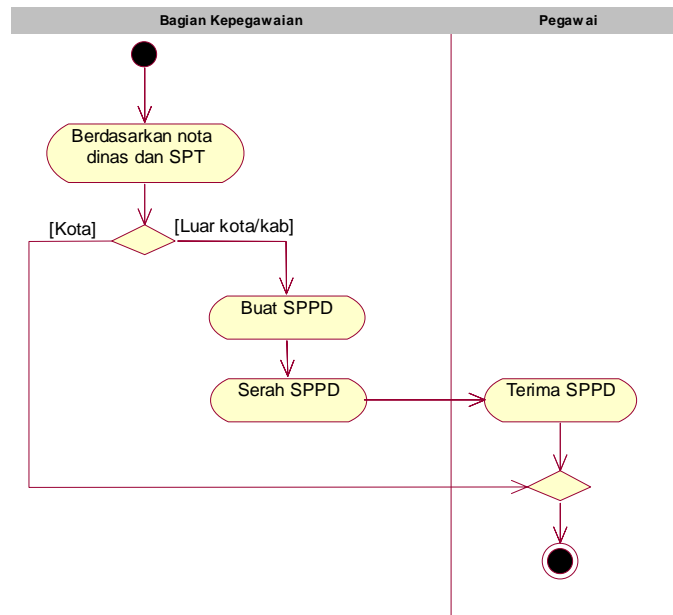 Bagian Kepegawaian
Pegawai
Berdasarkan nota
dinas dan SPT
[Kota]
[Luar kota/kab]
Buat SPPD
Serah SPPD
Terima SPPD